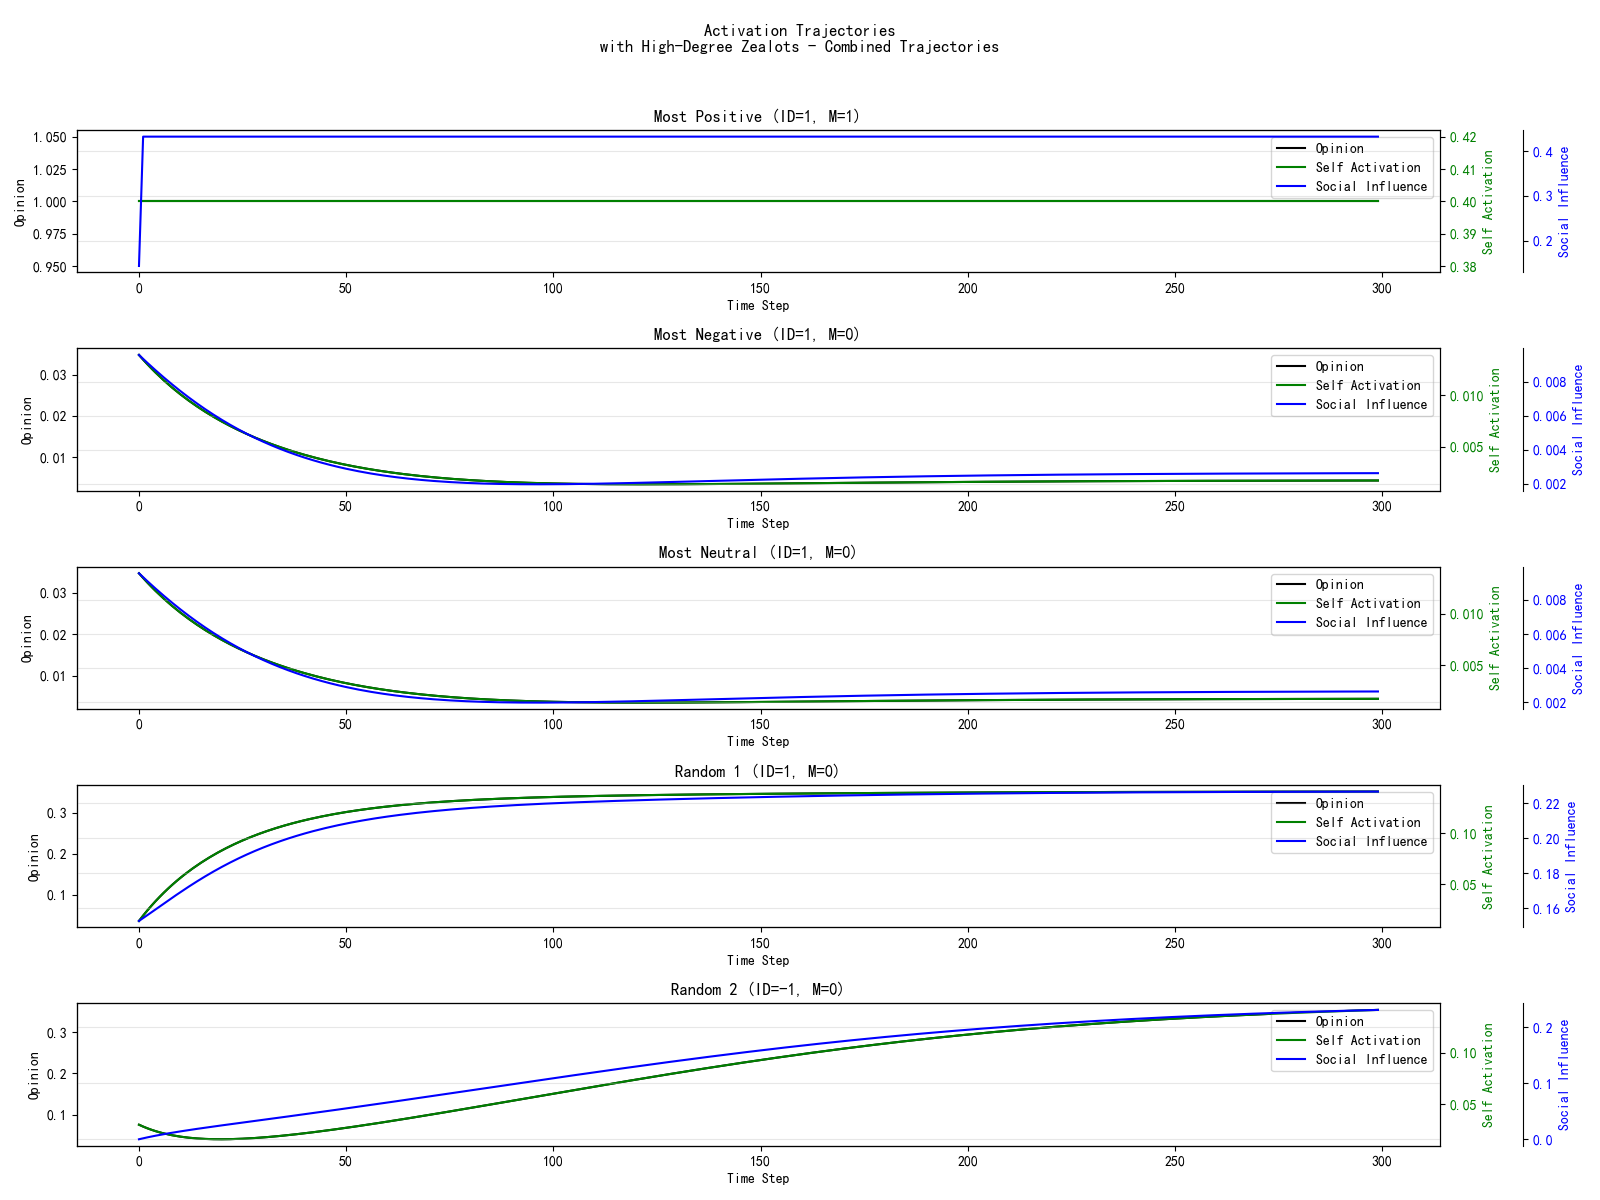 Activation Trajectories
with High-Degree Zealots - Combined Trajectories
Most Positive (ID=1, M=1)
1.050
1.025
1.000
0.975
0.950
Opinion
0.42
0.41
0.40
0.39
0.38
Self Activation
0.4
0.3
0.2
Social Influence
Opinion
Self Activation
Social Influence
0 50 100 150 200 250 300
Time Step
Most Negative (ID=1, M=0)
0.03
0.02
0.01
Opinion
0.010
0.005
Self Activation
0.008
0.006
0.004
0.002
Social Influence
Opinion
Self Activation
Social Influence
0 50 100 150 200 250 300
Time Step
Most Neutral (ID=1, M=0)
0.03
0.02
0.01
Opinion
0.010
0.005
Self Activation
0.008
0.006
0.004
0.002
Social Influence
Opinion
Self Activation
Social Influence
0 50 100 150 200 250 300
Time Step
Random 1 (ID=1, M=0)
0.3
0.2
0.1
Opinion
0.10
0.05
Self Activation
0.22
0.20
0.18
0.16
Social Influence
Opinion
Self Activation
Social Influence
0 50 100 150 200 250 300
Time Step
Random 2 (ID=-1, M=0)
0.3
0.2
0.1
Opinion
0.10
0.05
Self Activation
0.2
0.1
0.0
Social Influence
Opinion
Self Activation
Social Influence
0 50 100 150 200 250 300
Time Step